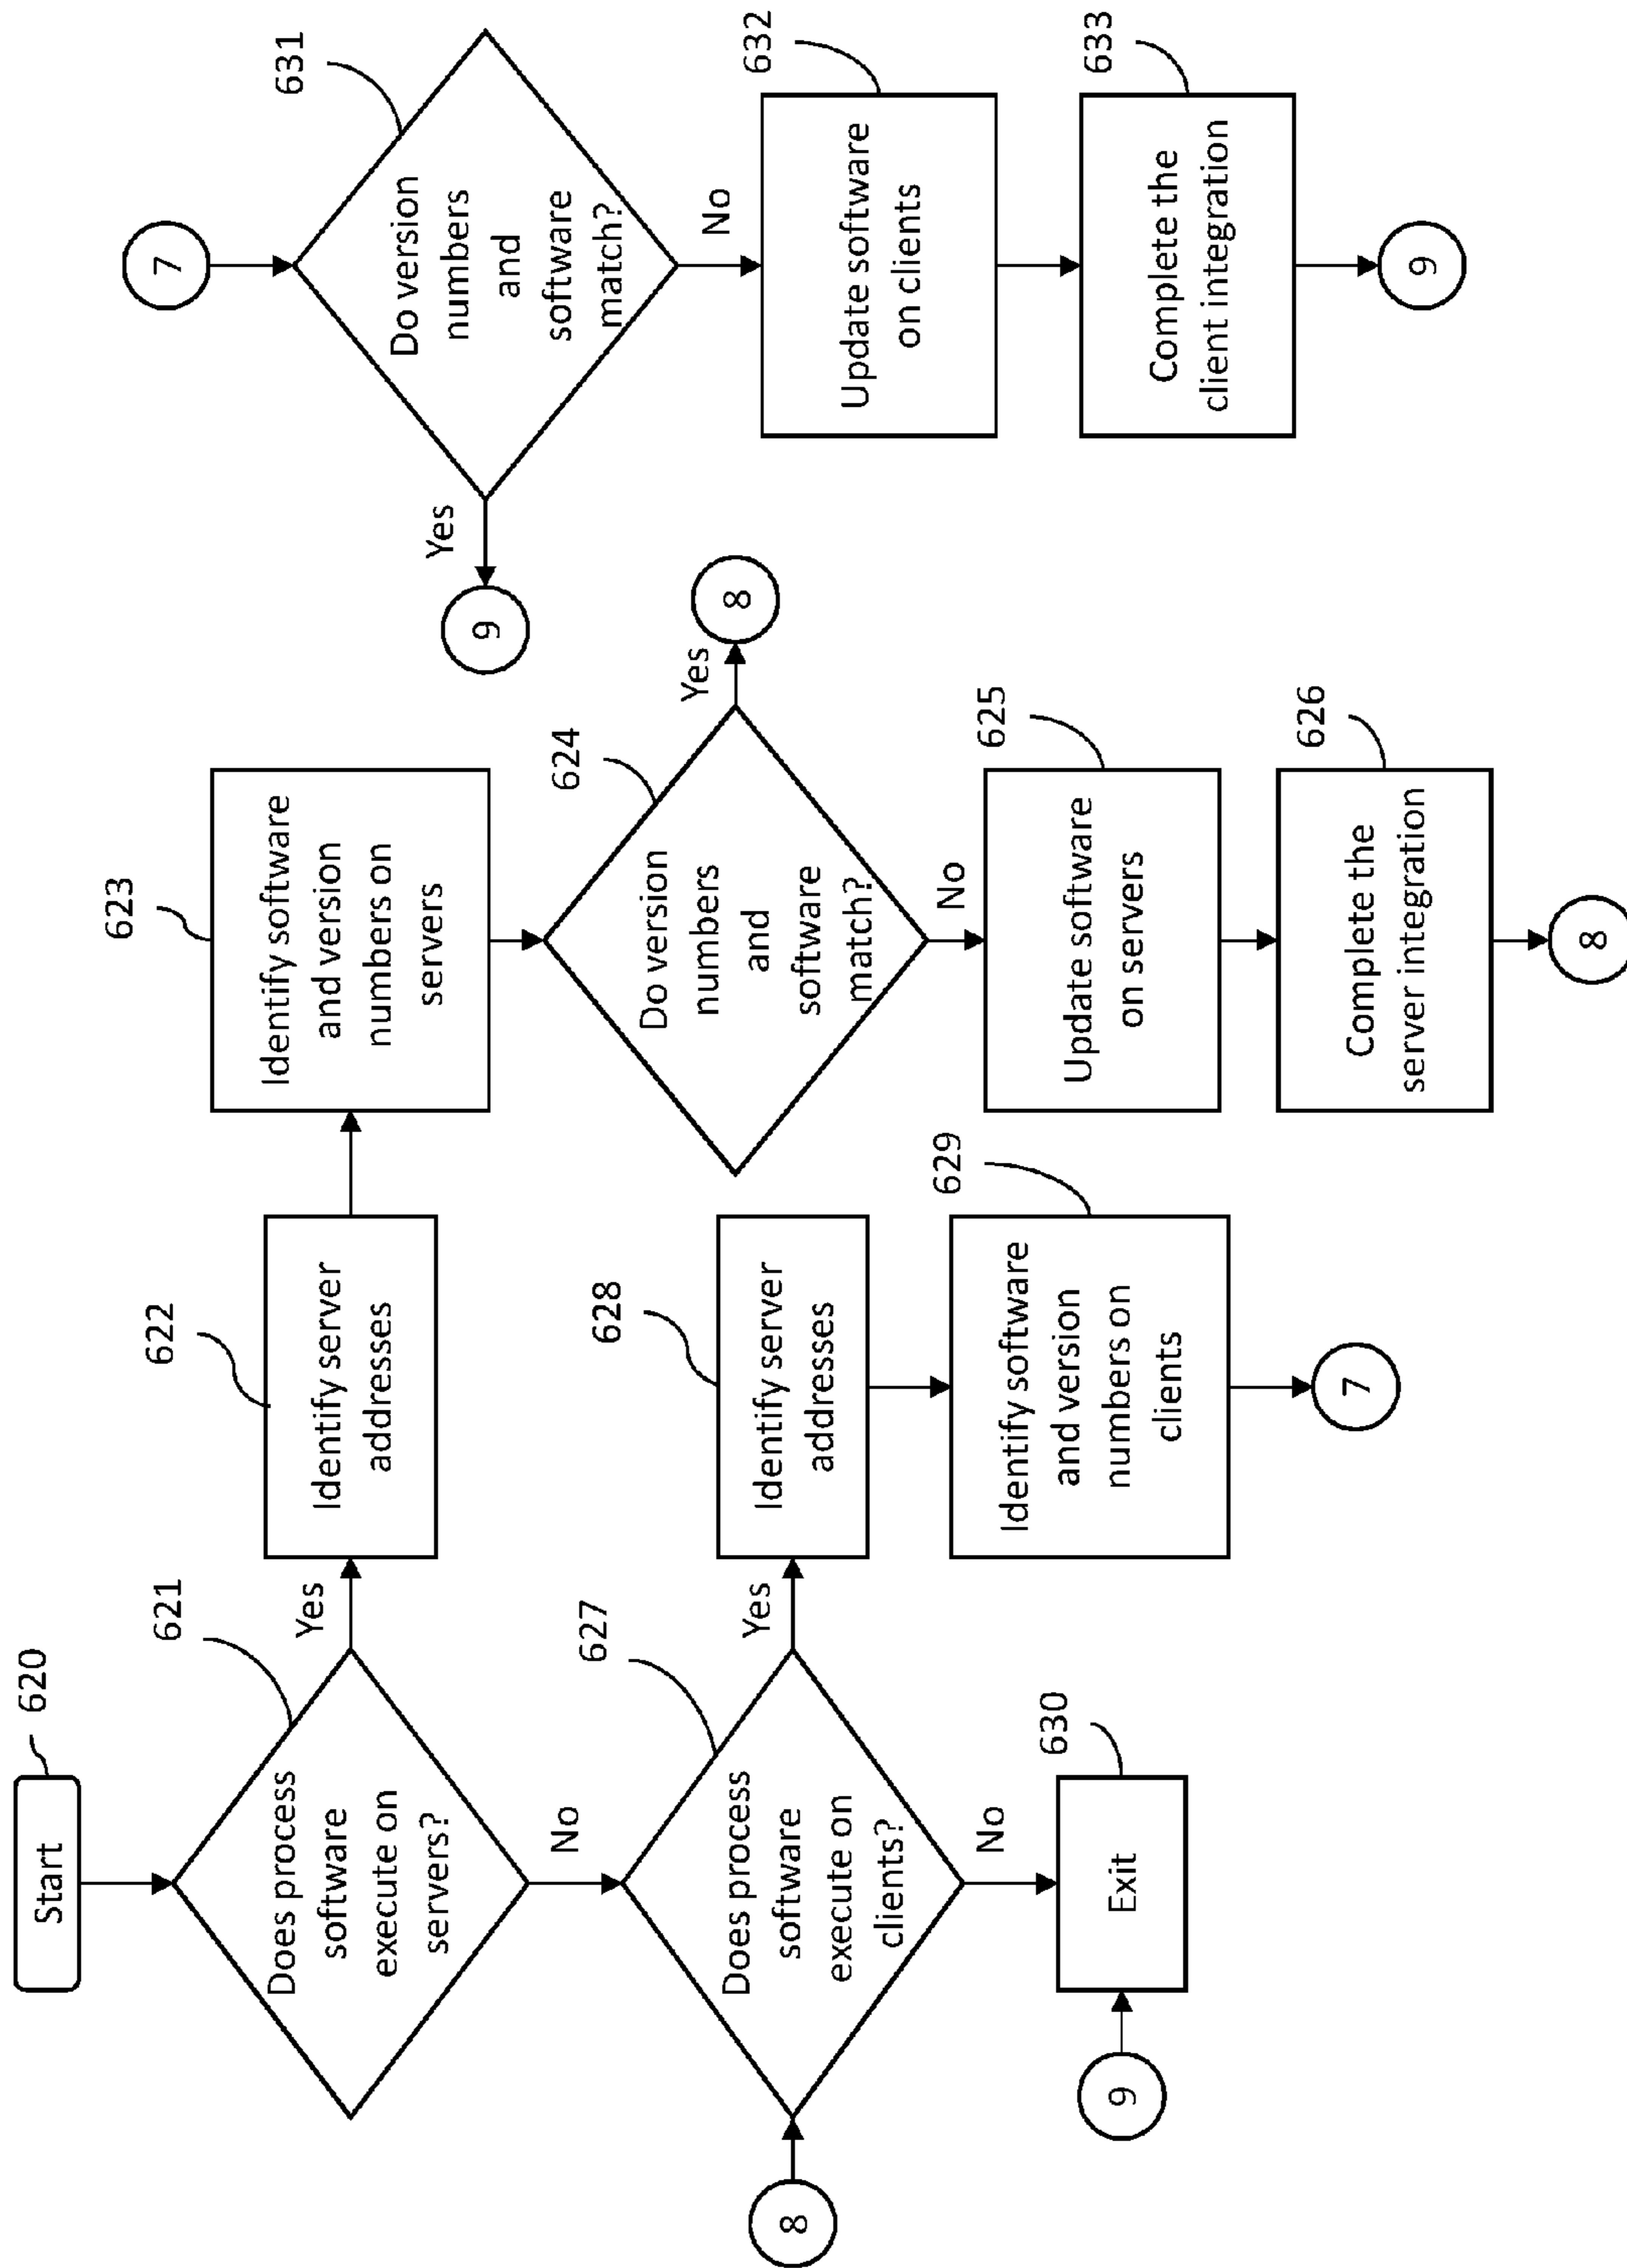 Start
620
Does process
software
execute on
servers?
621
Yes
No
Identify server
addresses
622
Identify software
and version
numbers on
servers
623
Do version
numbers
and
software
match?
624
Yes
8
No
Update software
on servers
625
Complete the
server integration
626
8
8
Does process
software
execute on
clients?
627
Yes
No
Identify server
addresses
628
Identify software
and version
numbers on
clients
629
7
9
Exit
630
7
Do version
numbers
and
software
match?
631
Yes
9
No
Update software
on clients
632
Complete the
client integration
633
9